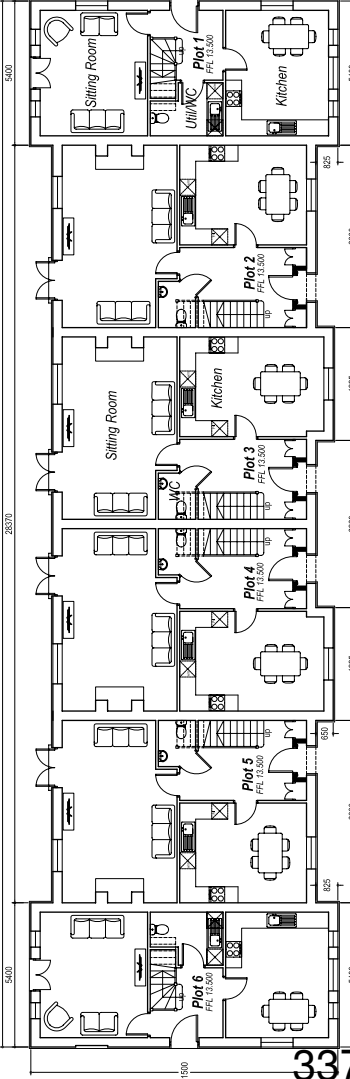 5400
Sitting Room
up
Plot 1
FFL 13.500
Util/WC
Kitchen
825
Plot 2
FFL 13.500
up
28370
Sitting Room
Kitchen
WC
Plot 3
FFL 13.500
up
Plot 4
FFL 13.500
up
650
Plot 5
FFL 13.500
up
825
5400
Plot 6
FFL 13.500
up
1500
337